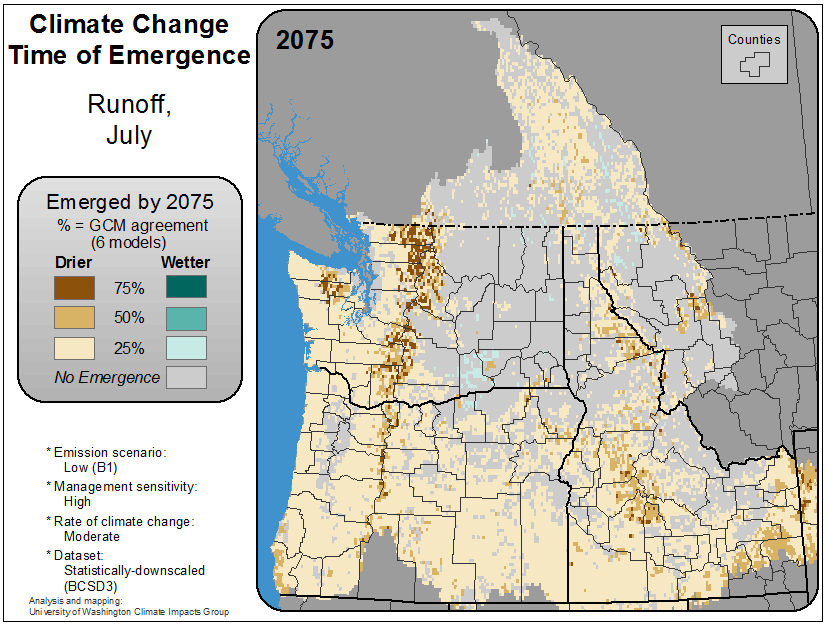 Climate Change
Time of Emergence
Runoff,
July
Emerged by 2075
% = GCM agreement
(6 models)
Drier Wetter
75%
50%
25%
No Emergence
* Emission scenario:
Low (B1)
* Management sensitivity:
High
* Rate of climate change:
Moderate
* Dataset:
Statistically-downscaled
(BCSD3)
Analysis and mapping:
University of Washington Climate Impacts Group
2075
Counties